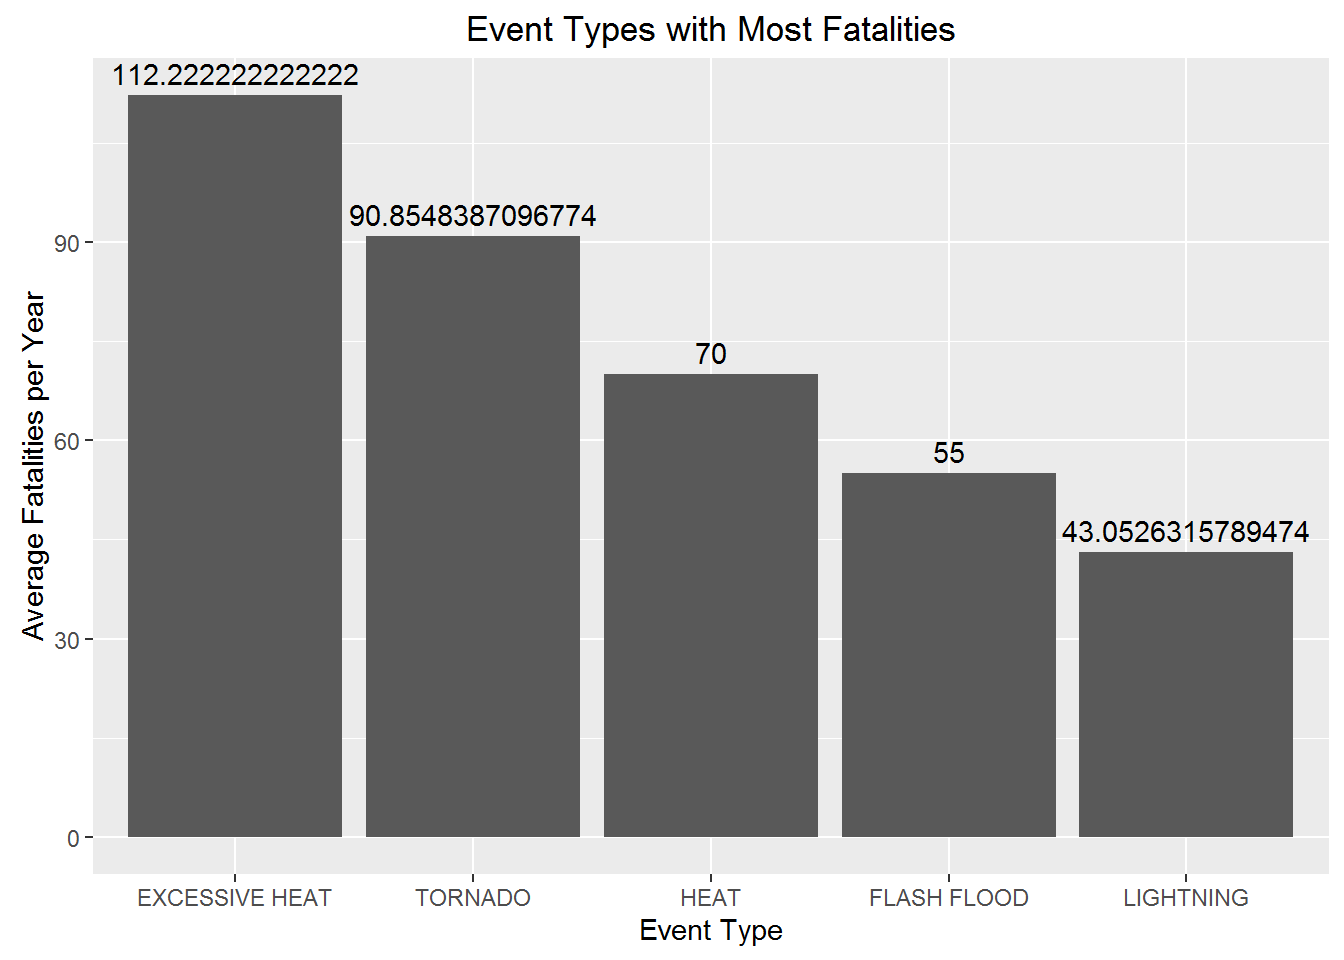 Event Types with Most Fatalities
112.222222222222
90.8548387096774
70
55
43.0526315789474
Average Fatalities per Year
90
60
30
0
EXCESSIVE HEAT
TORNADO
HEAT
FLASH FLOOD
LIGHTNING
Event Type